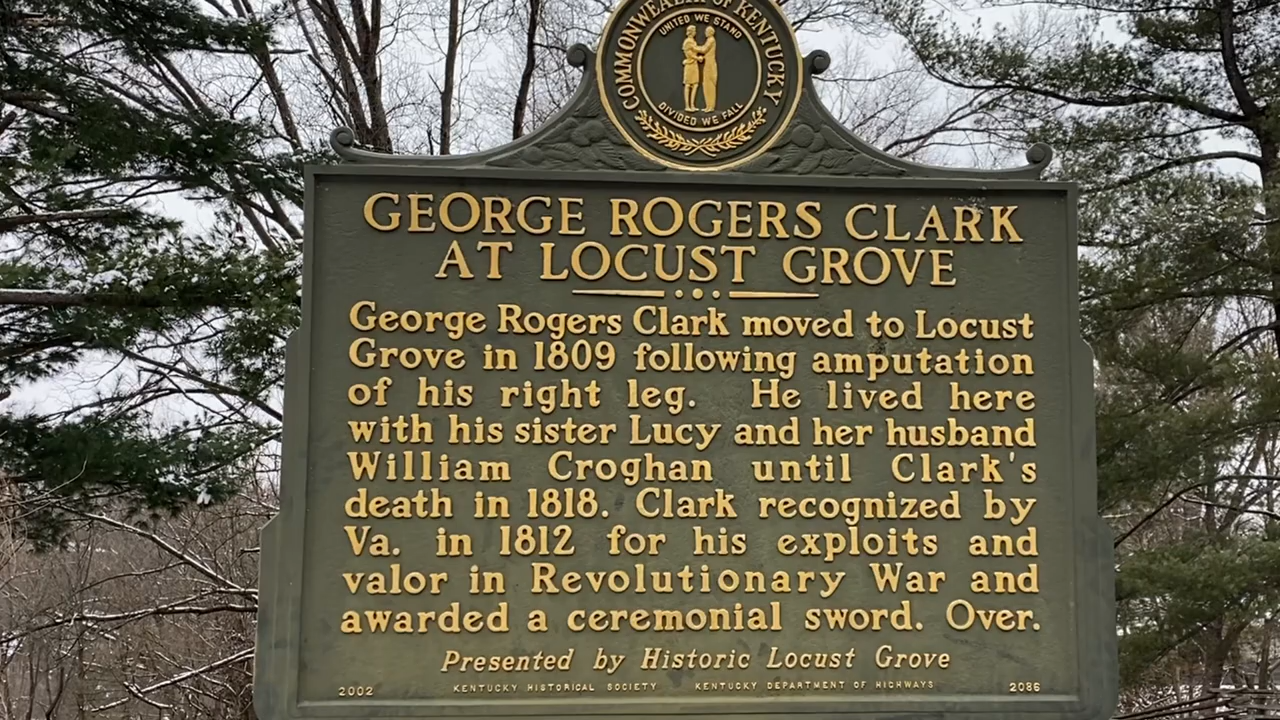 COMMONWEALTH OF KENTUCKY
UNITED WE STAND
DIVIDED WE FALL
GEORGE ROGERS CLARK
AT LOCUST GROVE
George Rogers Clark moved to Locust
Grove in 1809 following amputation
of his right leg. He lived here
with his sister Lucy and her husband
William Croghan until Clark's
death in 1818. Clark recognized by
Va. in 1812 for his exploits and
valor in Revolutionary War and
awarded a ceremonial sword. Over.
Presented by Historic Locust Grove
2002 KENTUCKY HISTORICAL SOCIETY KENTUCKY DEPARTMENT OF HIGHWAYS 2086